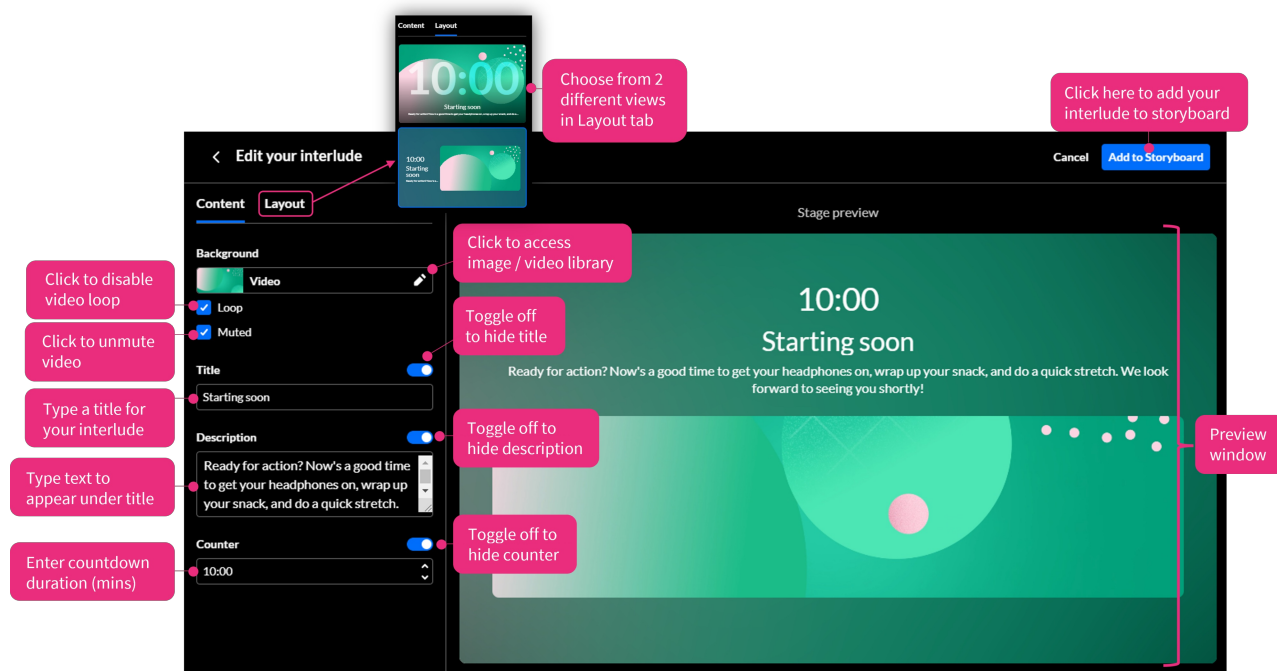 Content Layout
10:00
Starting soon
Choose from 2
different views
in Layout tab
Click here to add your
interlude to storyboard
Edit your interlude
10:00
Starting
soon
Cancel
Add to Storyboard
Content Layout
Stage preview
Background
Video
Click to access
image / video library
Click to disable
video loop
Loop
Click to unmute
video
Muted
Toggle off
to hide title
Title
Starting soon
Type a title for
your interlude
Description
Toggle off to
hide description
Ready for action? Now's a good time
to get your headphones on, wrap up
your snack, and do a quick stretch.
Type text to
appear under title
Counter
Toggle off to
hide counter
10:00
Enter countdown
duration (mins)
10:00
Starting soon
Ready for action? Now's a good time to get your headphones on, wrap up your snack, and do a quick stretch. We look
forward to seeing you shortly!
Preview
window